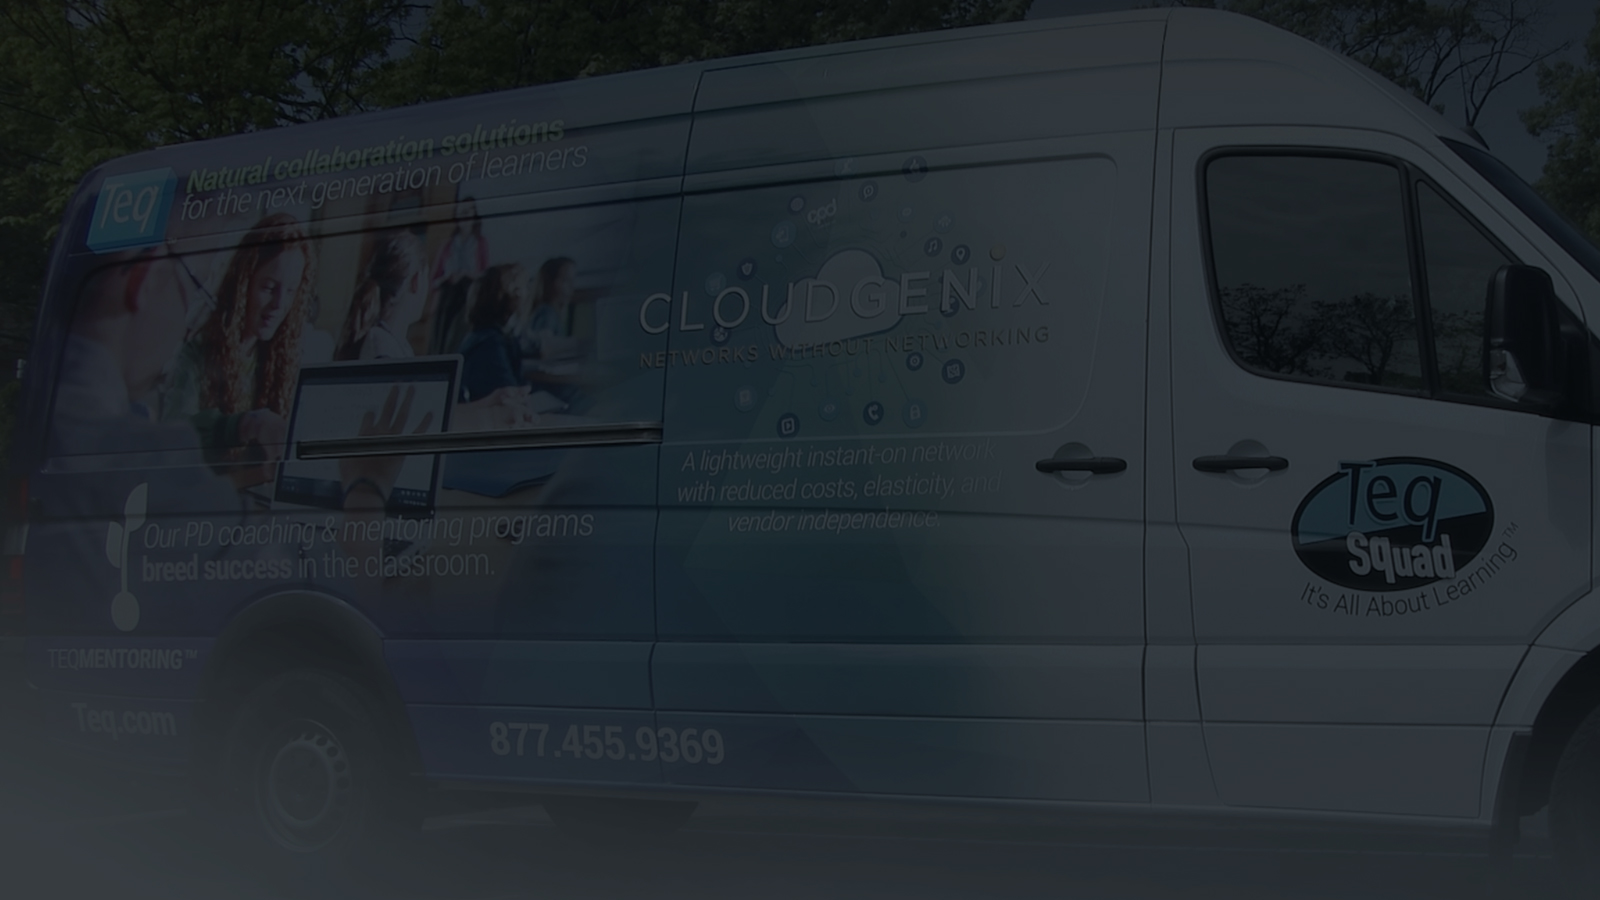 Natural collaboration solutions
for the next generation of learners
Teq
cpd
CLOUDGENIX
NETWORKS WITHOUT NETWORKING
A lightweight instant-on network
with reduced costs, elasticity, and
vendor independence.
Our PD coaching & mentoring programs
breed success in the classroom.
TEQMENTORING™
Teq.com
877.455.9369
Teq
Squad
It's All About Learning™